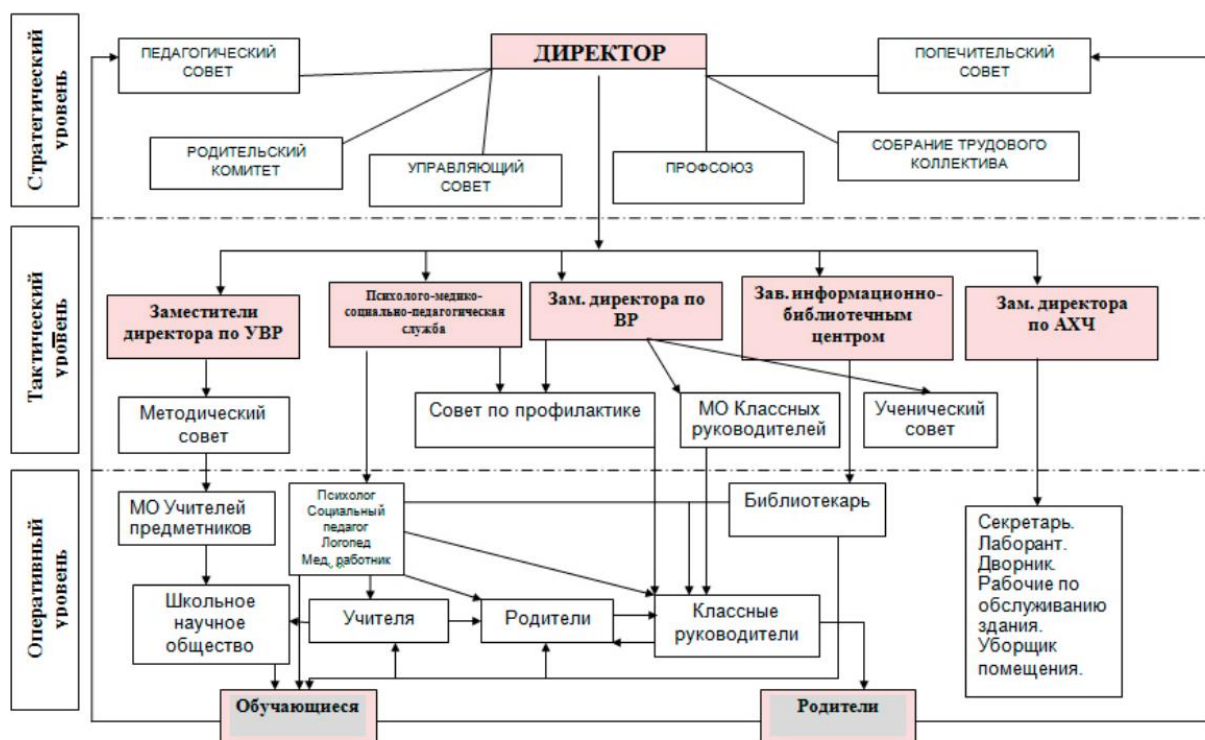 Стратегический
уровень
ПЕДАГОГИЧЕСКИЙ
СОВЕТ
ДИРЕКТОР
ПОПЕЧИТЕЛЬСКИЙ
СОВЕТ
РОДИТЕЛЬСКИЙ
КОМИТЕТ
УПРАВЛЯЮЩИЙ
СОВЕТ
ПРОФСОЮЗ
СОБРАНИЕ ТРУДОВОГО
КОЛЛЕКТИВА
Тактический
уровень
Заместители
директора по УВР
Психолого-медико-
социально-педагогическая
служба
Зам. директора по
ВР
Зав. информационно-
библиотечным
центром
Зам. директора
по АХЧ
Методический
совет
Совет по профилактике
МО Классных
руководителей
Ученический
совет
Оперативный
уровень
МО Учителей
предметников
Психолог
Социальный
педагог
Логопед
Мед. работник
Библиотекарь
Секретарь.
Лаборант.
Дворник.
Рабочие по
обслуживанию
здания.
Уборщик
помещения.
Школьное
научное
общество
Учителя
Родители
Классные
руководители
Обучающиеся
Родители